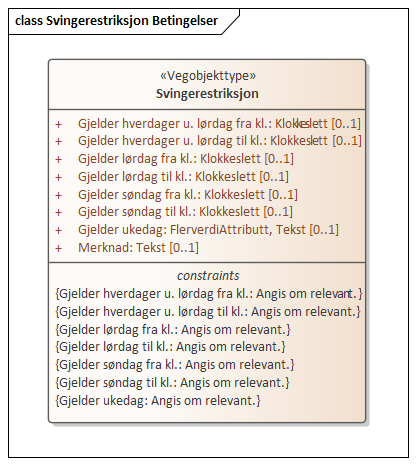 class Svingerestriksjon Betingelser
«Vegobjekttype»
Svingerestriksjon
+ Gjelder hverdager u. lørdag fra kl.: Klokkeslett [0..1]
+ Gjelder hverdager u. lørdag til kl.: Klokkeslett [0..1]
+ Gjelder lørdag fra kl.: Klokkeslett [0..1]
+ Gjelder lørdag til kl.: Klokkeslett [0..1]
+ Gjelder søndag fra kl.: Klokkeslett [0..1]
+ Gjelder søndag til kl.: Klokkeslett [0..1]
+ Gjelder ukedag: FlerverdiAttributt, Tekst [0..1]
+ Merknad: Tekst [0..1]
constraints
{Gjelder hverdager u. lørdag fra kl.: Angis om relevant.}
{Gjelder hverdager u. lørdag til kl.: Angis om relevant.}
{Gjelder lørdag fra kl.: Angis om relevant.}
{Gjelder lørdag til kl.: Angis om relevant.}
{Gjelder søndag fra kl.: Angis om relevant.}
{Gjelder søndag til kl.: Angis om relevant.}
{Gjelder ukedag: Angis om relevant.}